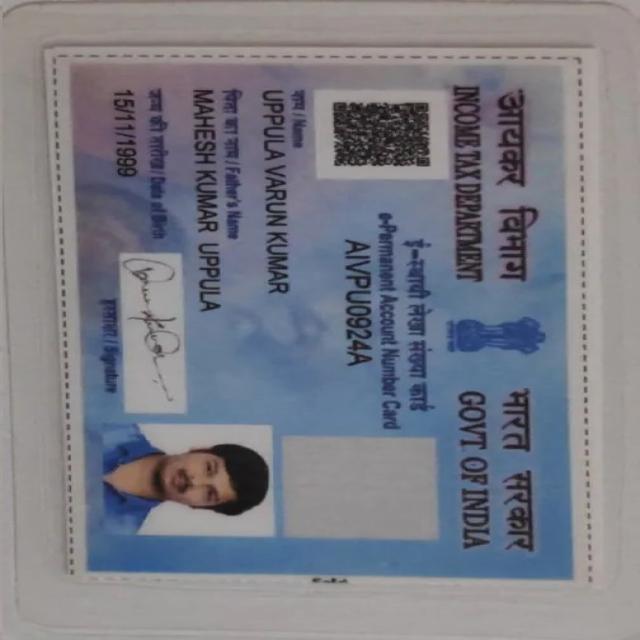 आयकर विभाग
INCOME TAX DEPARTMENT
भारत सरकार
GOVT. OF INDIA
ई-स्थायी लेखा संख्या कार्ड
e-Permanent Account Number Card
AIVPU0924A
नाम / Name
UPPULA VARUN KUMAR
पिता का नाम / Father's Name
MAHESH KUMAR UPPULA
जन्म की तारीख / Date of Birth
15/11/1999
हस्ताक्षर / Signature